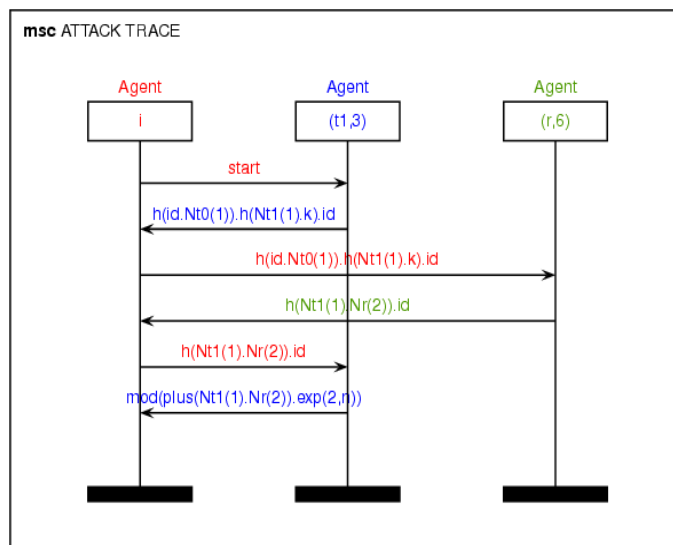 msc ATTACK TRACE
Agent Agent Agent
i (t1,3) (r,6)
start
h(id.Nt0(1)).h(Nt1(1).k).id
h(id.Nt0(1)).h(Nt1(1).k).id
h(Nt1(1).Nr(2)).id
h(Nt1(1).Nr(2)).id
mod(plus(Nt1(1).Nr(2)).exp(2,n))